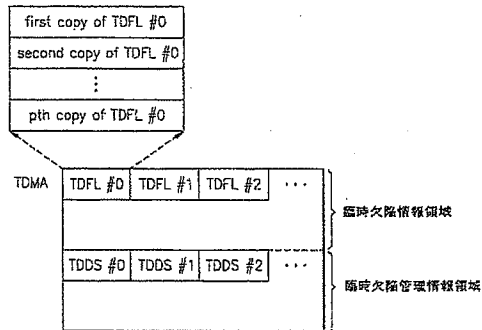 first copy of TDFL #0
second copy of TDFL #0
⋮
pth copy of TDFL #0
TDMA
TDFL #0 TDFL #1 TDFL #2 ⋯
臨時欠陥情報領域
TDDS #0 TDDS #1 TDDS #2 ⋯
臨時欠陥管理情報領域